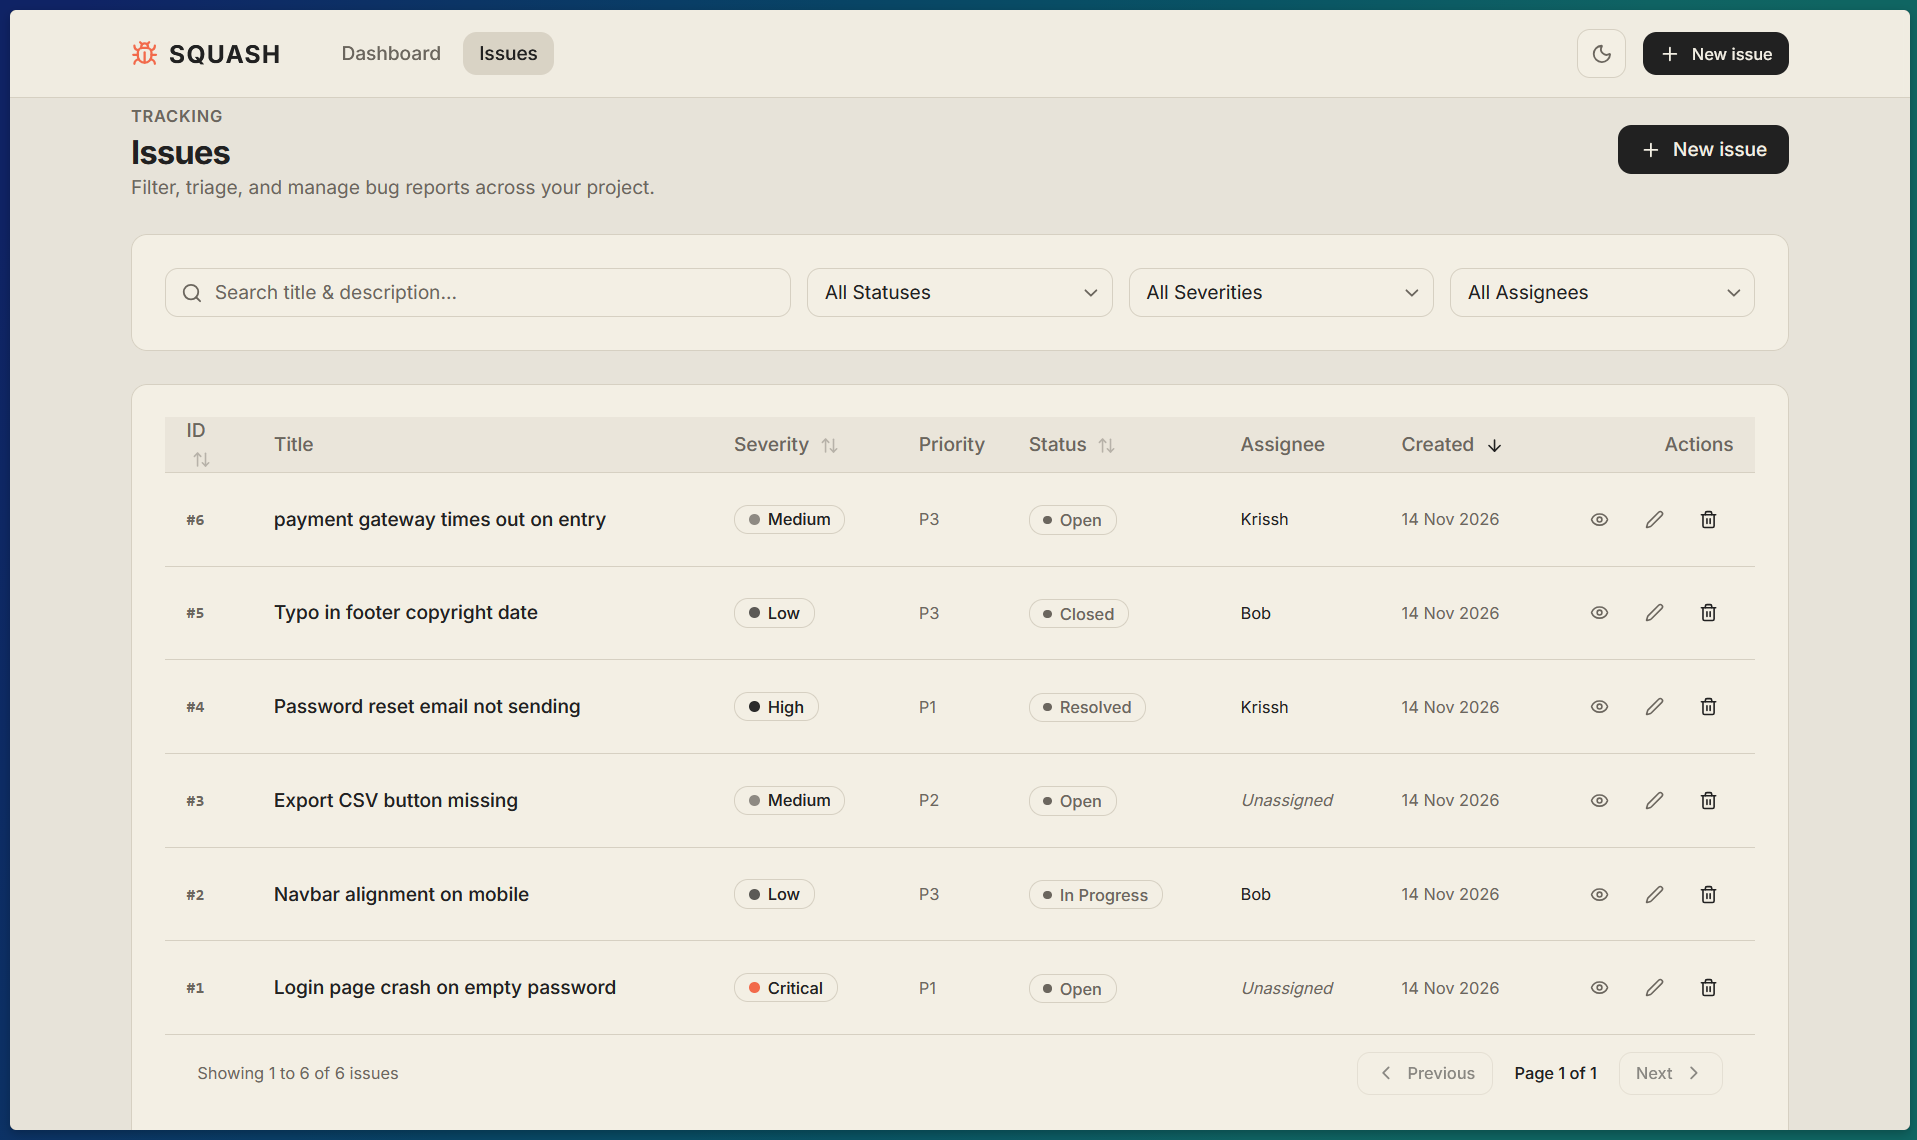 SQUASH Dashboard Issues New issue
TRACKING
Issues
New issue
Filter, triage, and manage bug reports across your project.
Search title & description... All Statuses All Severities All Assignees
ID Title Severity Priority Status Assignee Created Actions
#6 payment gateway times out on entry Medium P3 Open Krissh 14 Nov 2026
#5 Typo in footer copyright date Low P3 Closed Bob 14 Nov 2026
#4 Password reset email not sending High P1 Resolved Krissh 14 Nov 2026
#3 Export CSV button missing Medium P2 Open Unassigned 14 Nov 2026
#2 Navbar alignment on mobile Low P3 In Progress Bob 14 Nov 2026
#1 Login page crash on empty password Critical P1 Open Unassigned 14 Nov 2026
Showing 1 to 6 of 6 issues Previous Page 1 of 1 Next